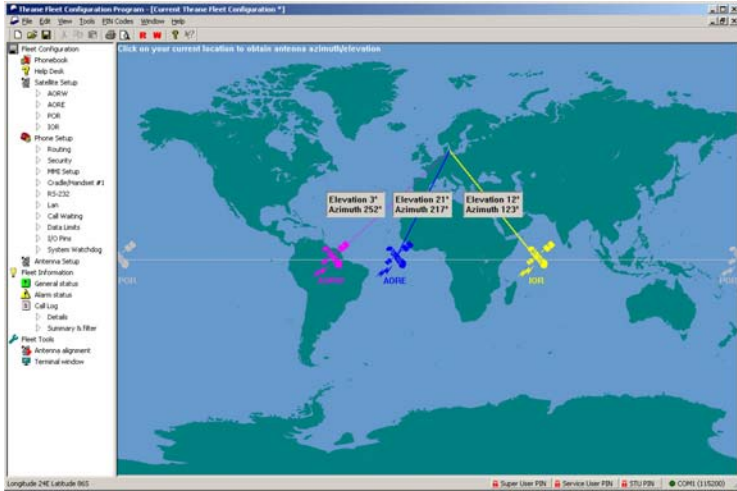 Thrane Fleet Configuration Program - [Current Thrane Fleet Configuration *]
File Edit View Tools PIN Codes Window Help
R W
Click on your current location to obtain antenna azimuth/elevation
Fleet Configuration
Phonebook
Help Desk
Satellite Setup
AORW
AORE
POR
IOR
Phone Setup
Routing
Security
MMI Setup
Cradle/Handset #1
RS-232
Lan
Call Waiting
Data Limits
I/O Pins
System Watchdog
Antenna Setup
Fleet Information
General status
Alarm status
Call Log
Details
Summary & filter
Fleet Tools
Antenna alignment
Terminal window
Elevation 3°
Azimuth 252°
Elevation 21°
Azimuth 217°
Elevation 12°
Azimuth 123°
POR
AORW
AORE
IOR
POR
Longitude 24E Latitude 86S
Super User PIN
Service User PIN
STU PIN
COM1 (115200)